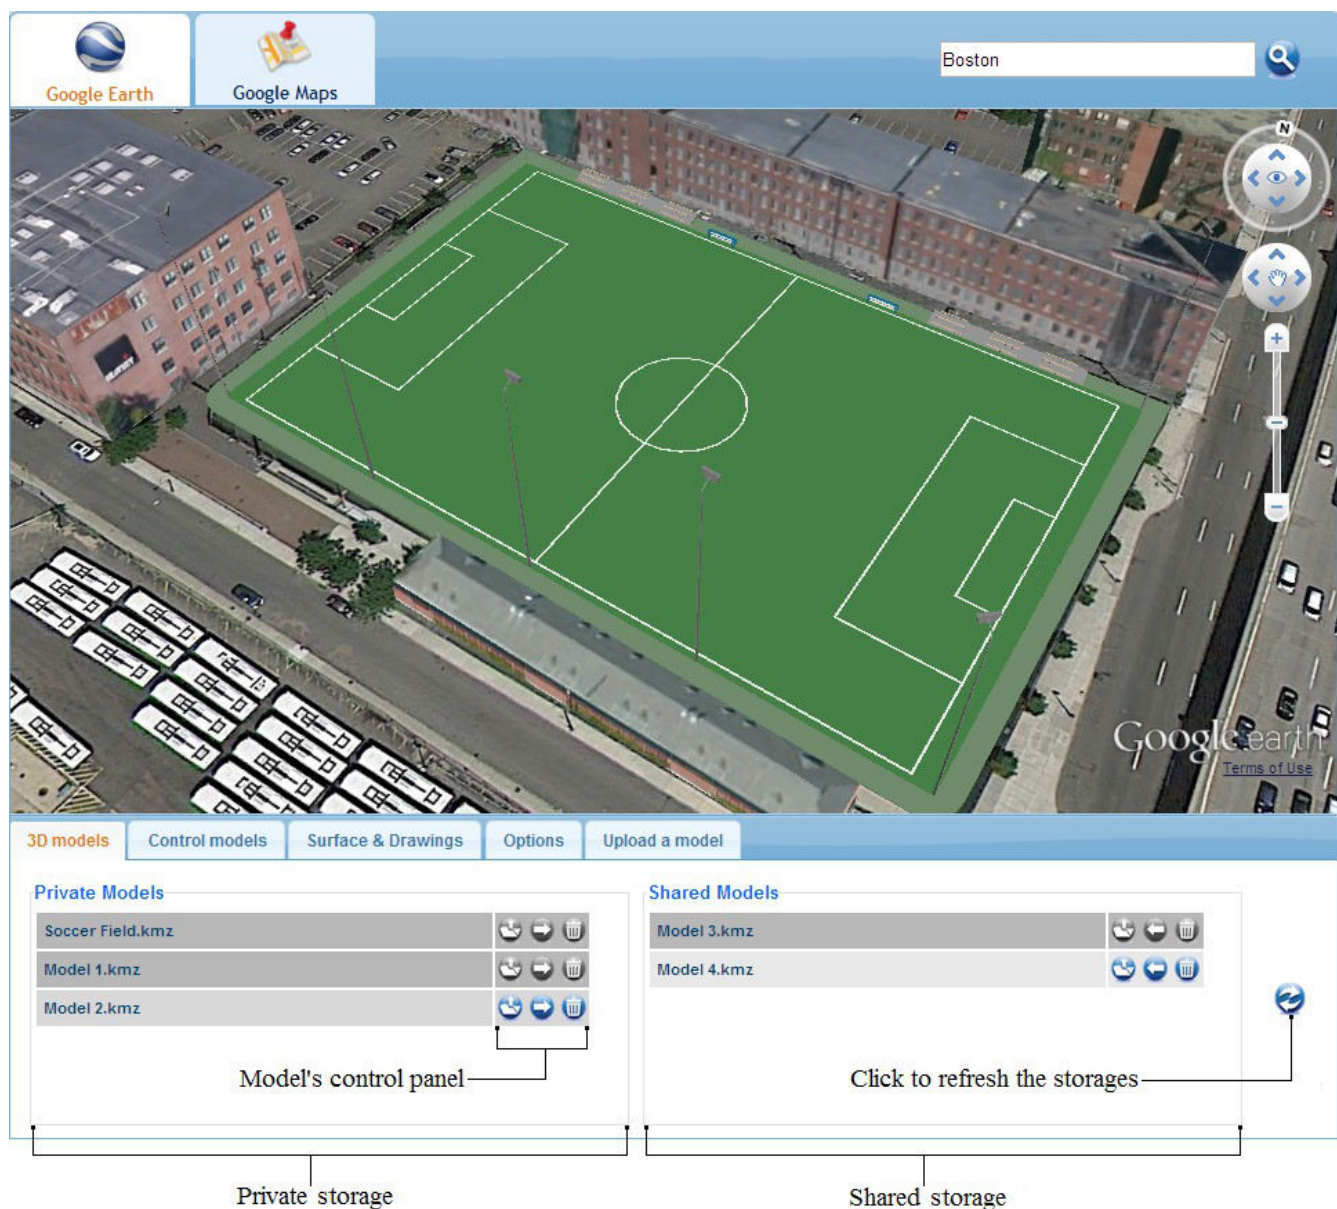 Google Earth
Google Maps
Boston
N
Google earth
Terms of Use
3D models
Control models
Surface & Drawings
Options
Upload a model
Private Models
Soccer Field.kmz
Model 1.kmz
Model 2.kmz
Model's control panel
Shared Models
Model 3.kmz
Model 4.kmz
Click to refresh the storages
Private storage
Shared storage